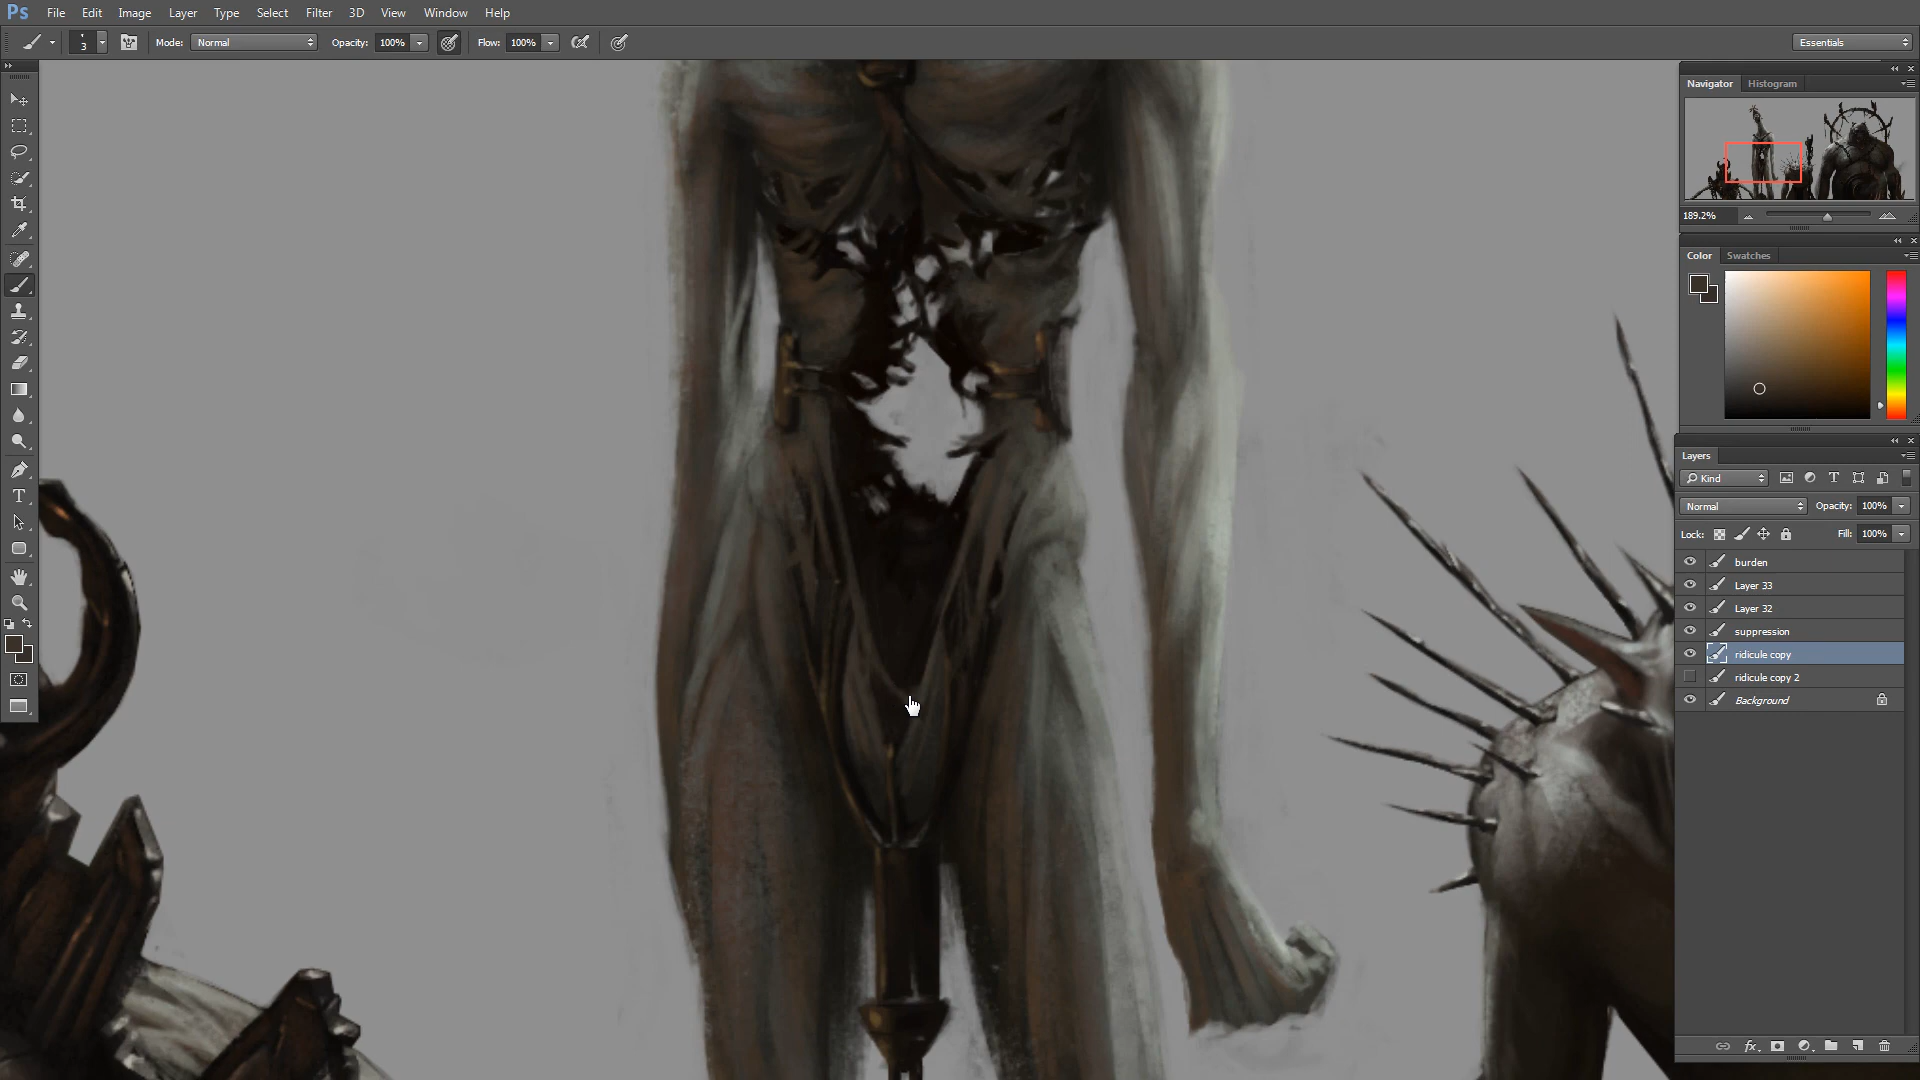 Ps File Edit Image Layer Type Select Filter 3D View Window Help
3 Mode: Normal Opacity: 100% Flow: 100% Essentials
Navigator Histogram
189.2%
Color Swatches
Layers
Kind
Normal Opacity: 100%
Lock: Fill: 100%
burden
Layer 33
Layer 32
suppression
ridicule copy
ridicule copy 2
Background